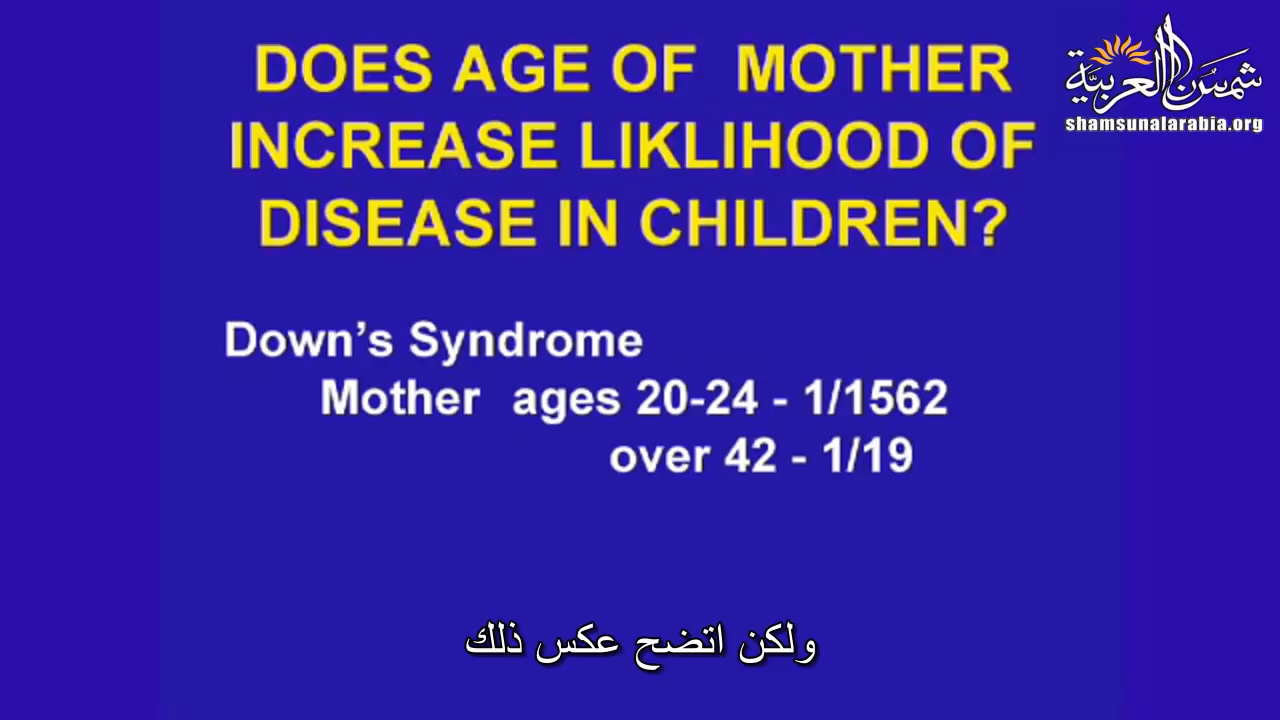 DOES AGE OF MOTHER
INCREASE LIKLIHOOD OF
DISEASE IN CHILDREN?
شمس العربية
shamsunalarabia.org
Down's Syndrome
Mother ages 20-24 - 1/1562
over 42 - 1/19
ولكن اتضح عكس ذلك